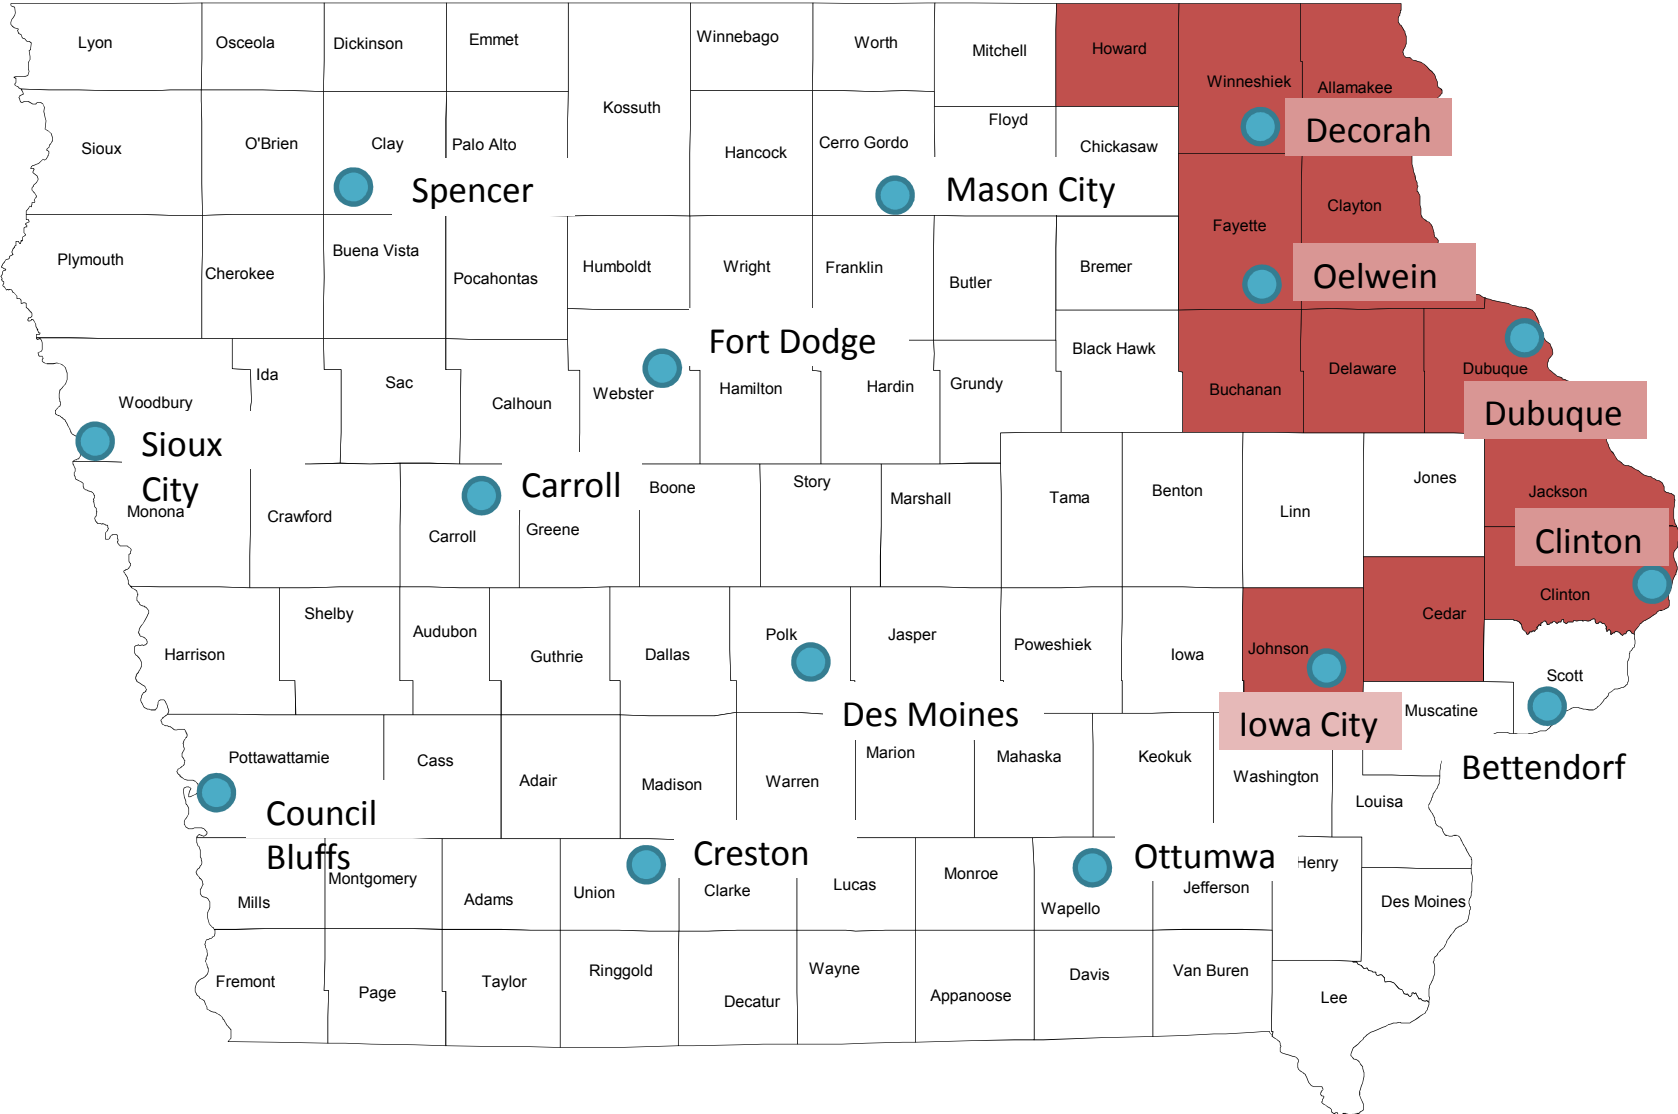 Lyon
Osceola
Dickinson
Emmet
Winnebago
Worth
Mitchell
Howard
Winneshiek
Allamakee
Kossuth
Sioux
O'Brien
Clay
Palo Alto
Hancock
Cerro Gordo
Floyd
Chickasaw
Decorah
Spencer
Mason City
Clayton
Fayette
Plymouth
Cherokee
Buena Vista
Pocahontas
Humboldt
Wright
Franklin
Butler
Bremer
Oelwein
Fort Dodge
Black Hawk
Ida
Sac
Calhoun
Webster
Hamilton
Hardin
Grundy
Buchanan
Delaware
Dubuque
Dubuque
Woodbury
Sioux
City
Monona
Crawford
Carroll
Carroll
Greene
Boone
Story
Marshall
Tama
Benton
Linn
Jones
Jackson
Clinton
Clinton
Harrison
Shelby
Audubon
Guthrie
Dallas
Polk
Jasper
Poweshiek
Iowa
Johnson
Cedar
Scott
Des Moines
Iowa City
Muscatine
Bettendorf
Pottawattamie
Cass
Adair
Madison
Warren
Marion
Mahaska
Keokuk
Washington
Louisa
Council
Bluffs
Creston
Ottumwa
Mills
Montgomery
Adams
Union
Clarke
Lucas
Monroe
Wapello
Jefferson
Henry
Des Moines
Fremont
Page
Taylor
Ringgold
Decatur
Wayne
Appanoose
Davis
Van Buren
Lee